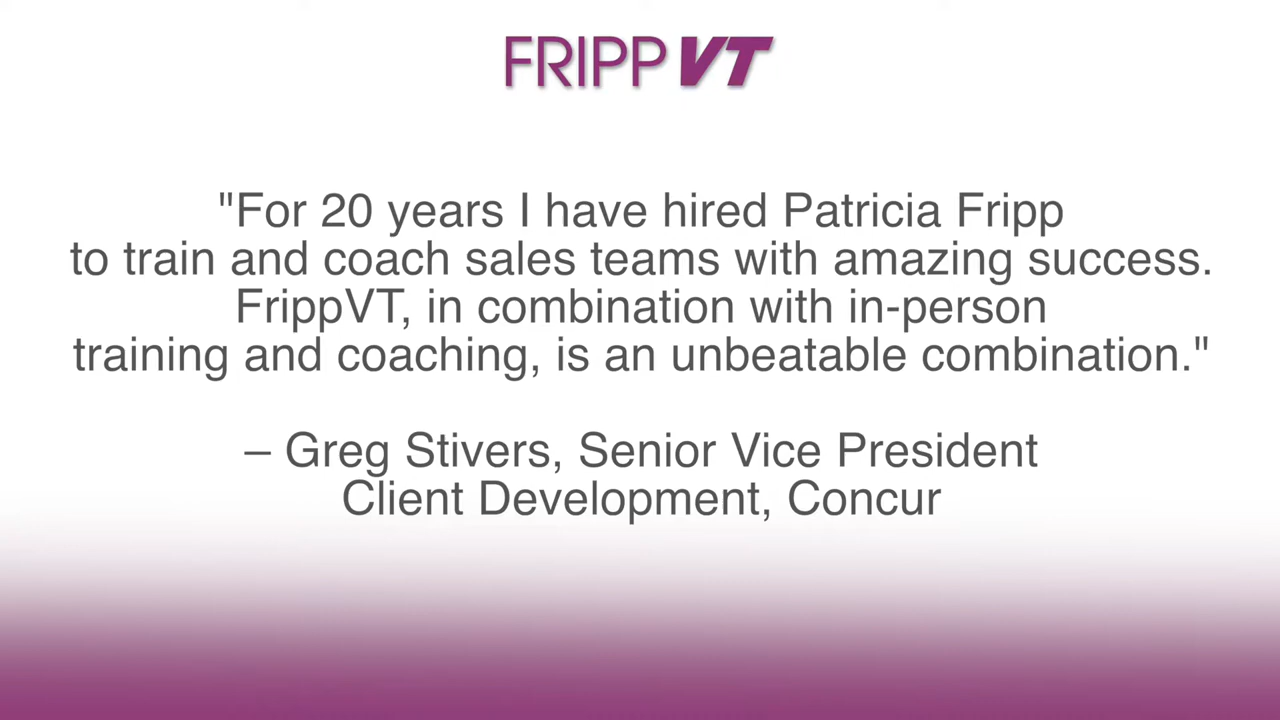 FRIPP VT
"For 20 years I have hired Patricia Fripp
to train and coach sales teams with amazing success.
FrippVT, in combination with in-person
training and coaching, is an unbeatable combination."
– Greg Stivers, Senior Vice President
Client Development, Concur